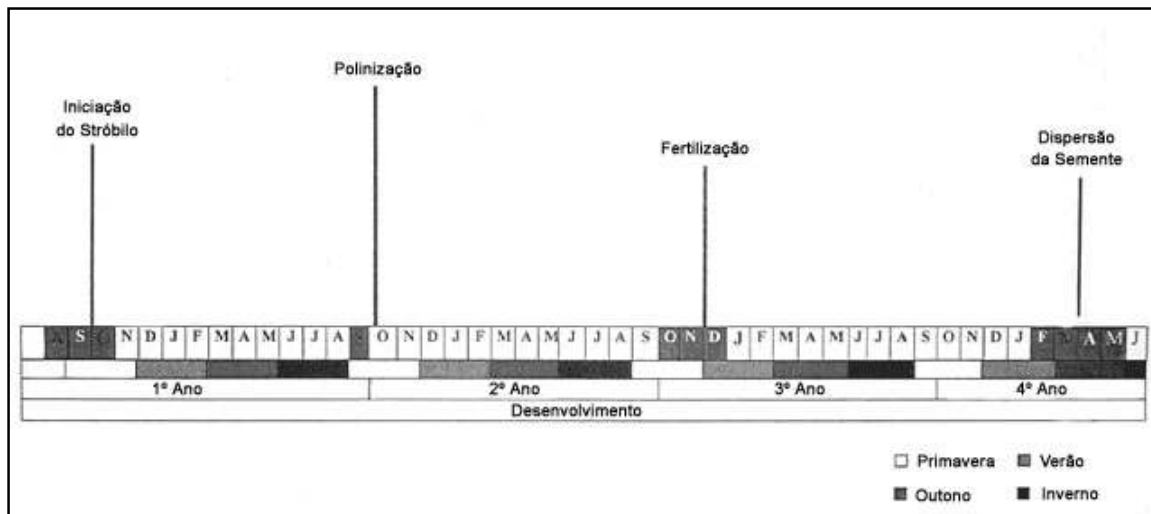 Polinização
Iniciação
do Stróbilo
Fertilização
Dispersão
da Semente
A S O N D J F M A M J J A S O N D J F M A M J J A S O N D J F M A M J J A S O N D J F M A M J
1º Ano 2º Ano 3º Ano 4º Ano
Desenvolvimento
Primavera Verão
Outono Inverno